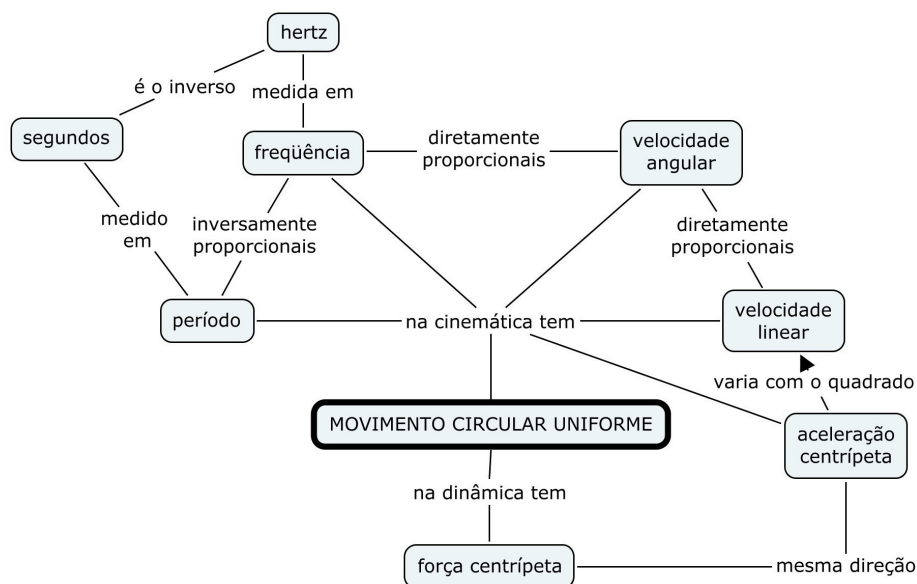 hertz
é o inverso
medida em
segundos
freqüência
diretamente
proporcionais
velocidade
angular
medido
em
inversamente
proporcionais
diretamente
proporcionais
período
na cinemática tem
velocidade
linear
varia com o quadrado
MOVIMENTO CIRCULAR UNIFORME
aceleração
centrípeta
na dinâmica tem
força centrípeta
mesma direção